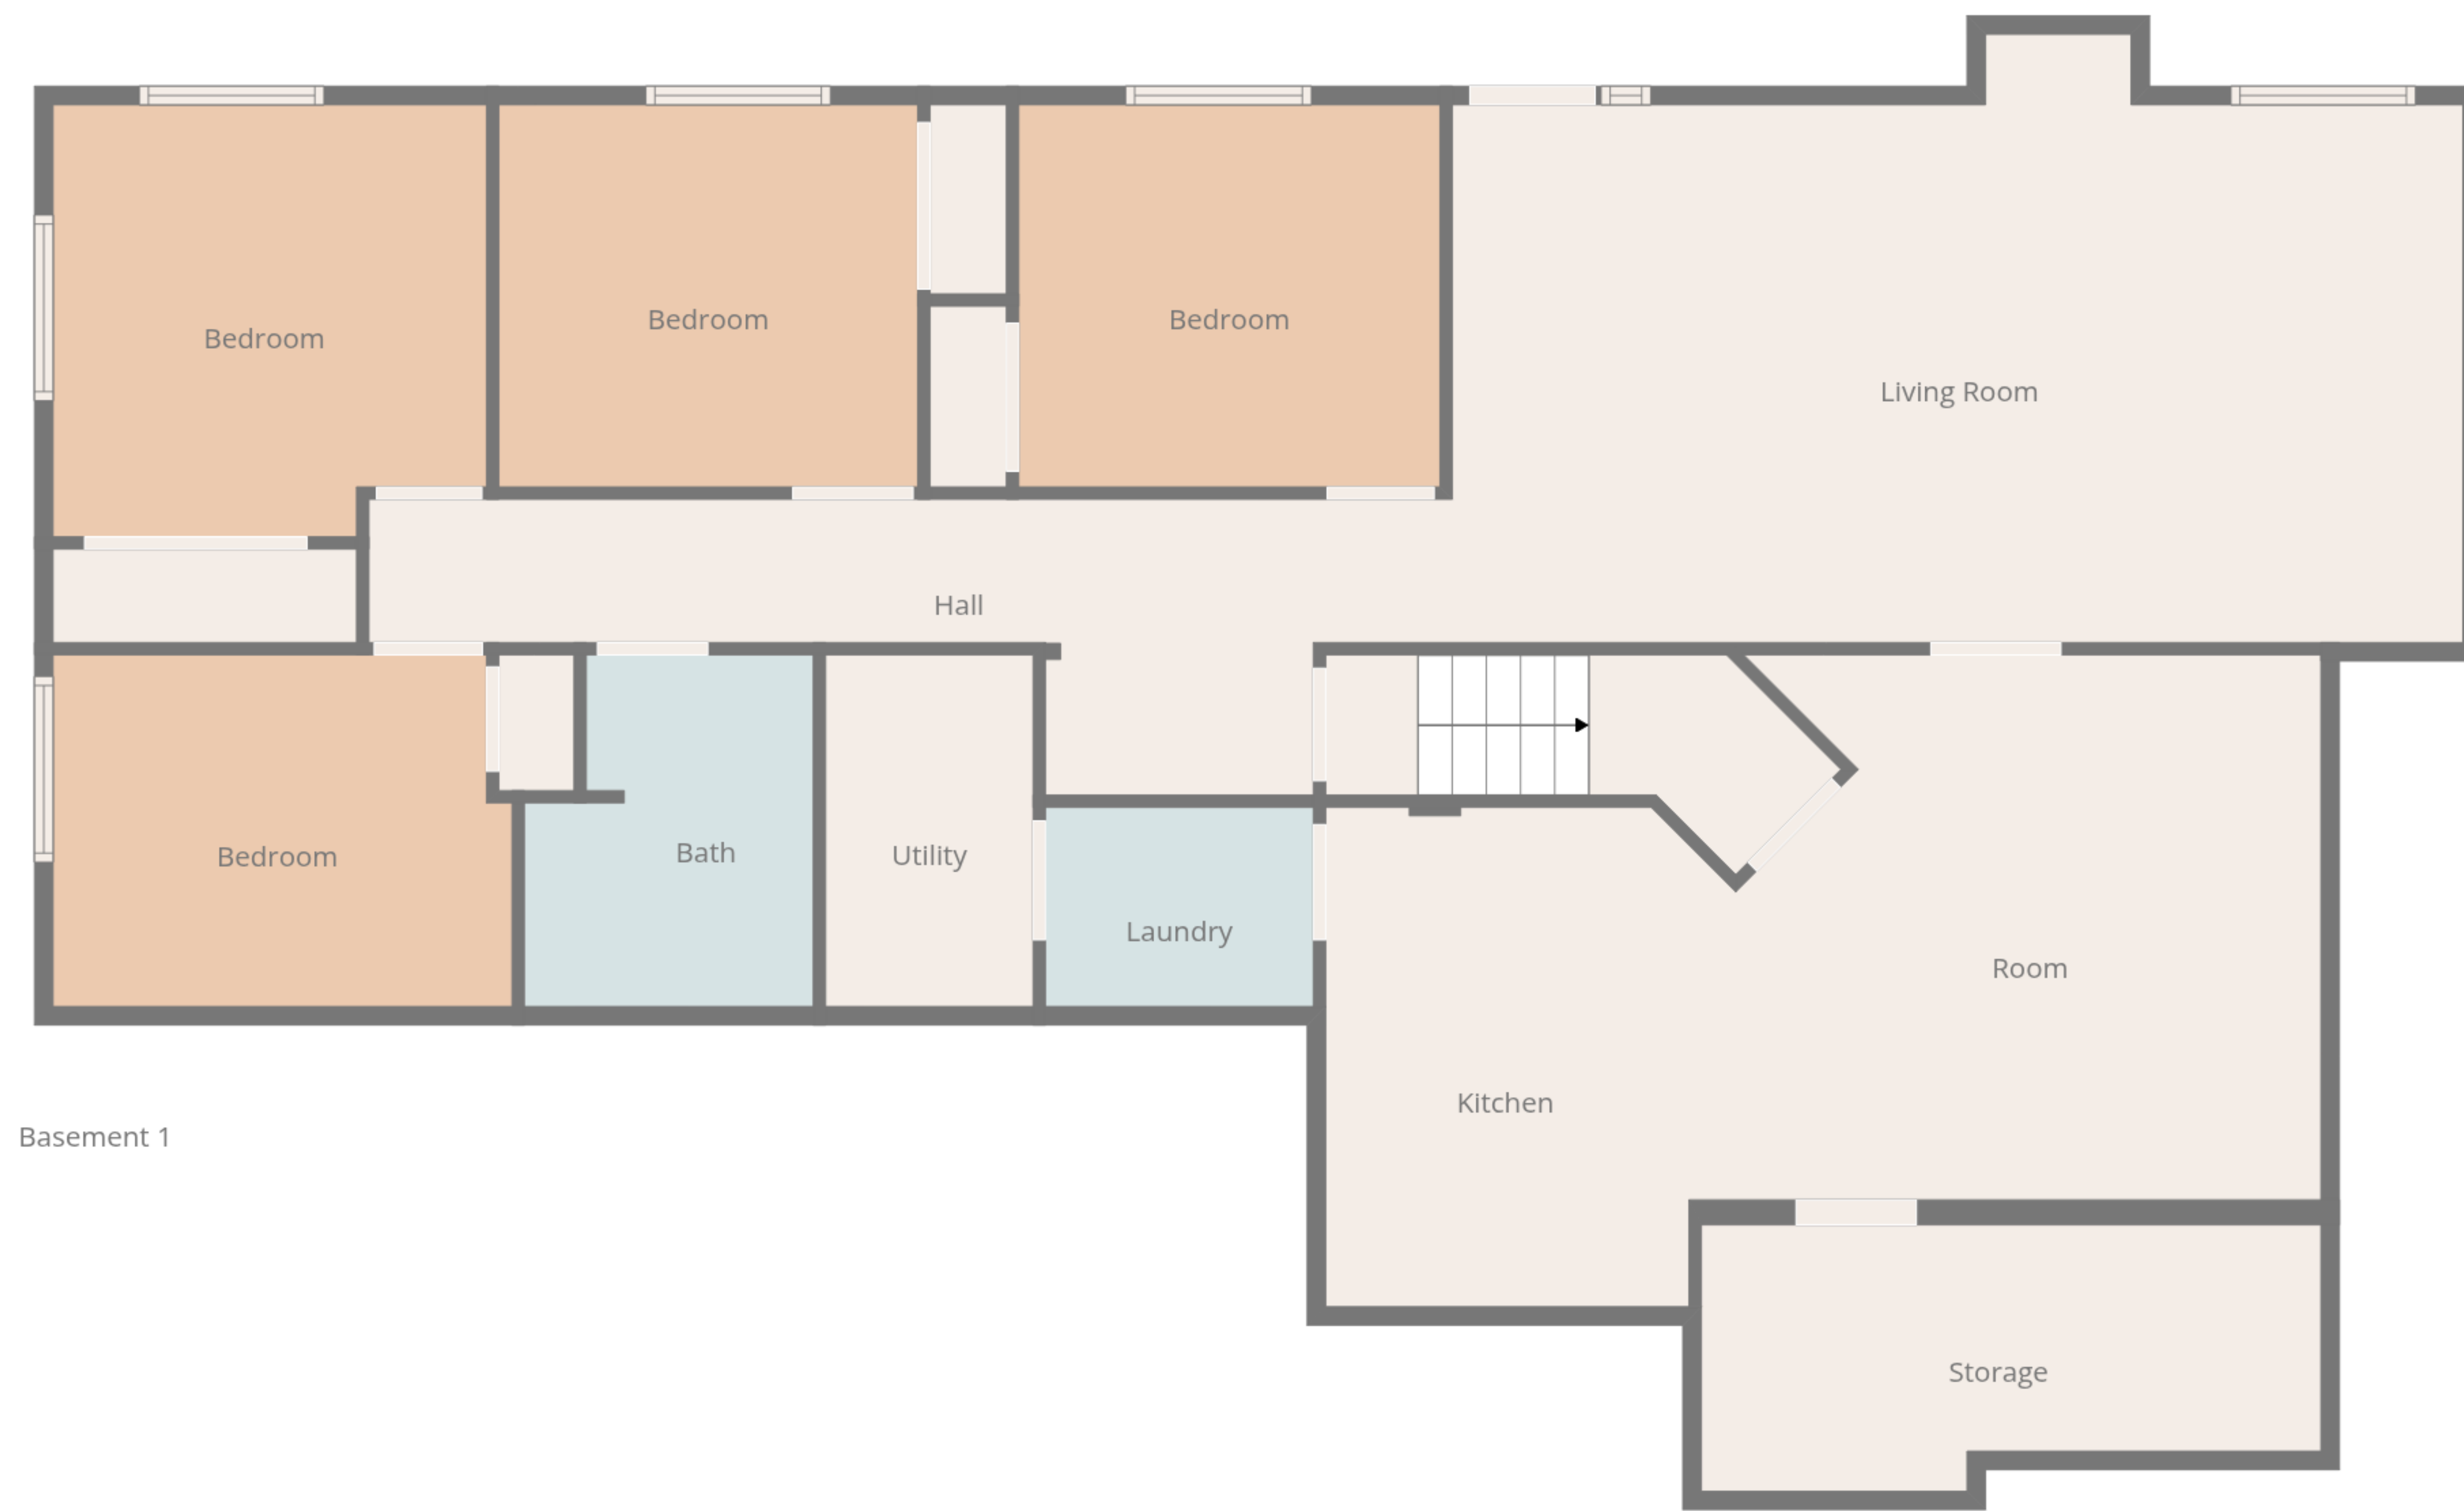 Bedroom
Bedroom
Bedroom
Living Room
Hall
Bedroom
Bath
Utility
Laundry
Room
Kitchen
Basement 1
Storage